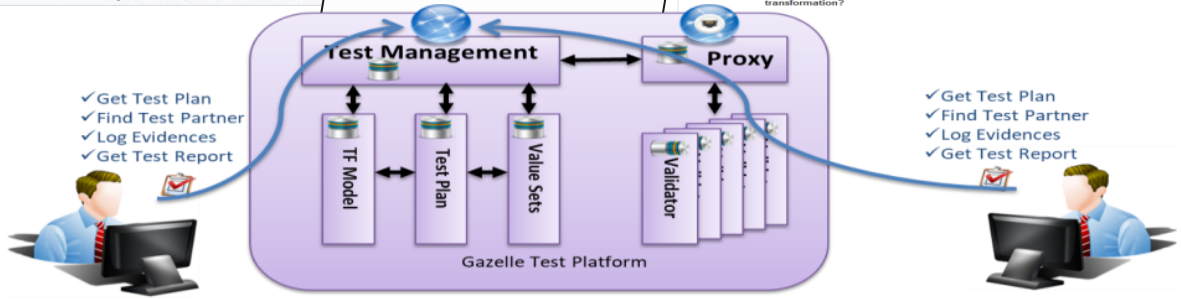 transformation?
Test Management
Proxy
✓Get Test Plan
✓Find Test Partner
✓Log Evidences
✓Get Test Report
TF Model
Test Plan
Value Sets
Validator
Gazelle Test Platform
✓Get Test Plan
✓Find Test Partner
✓Log Evidences
✓Get Test Report